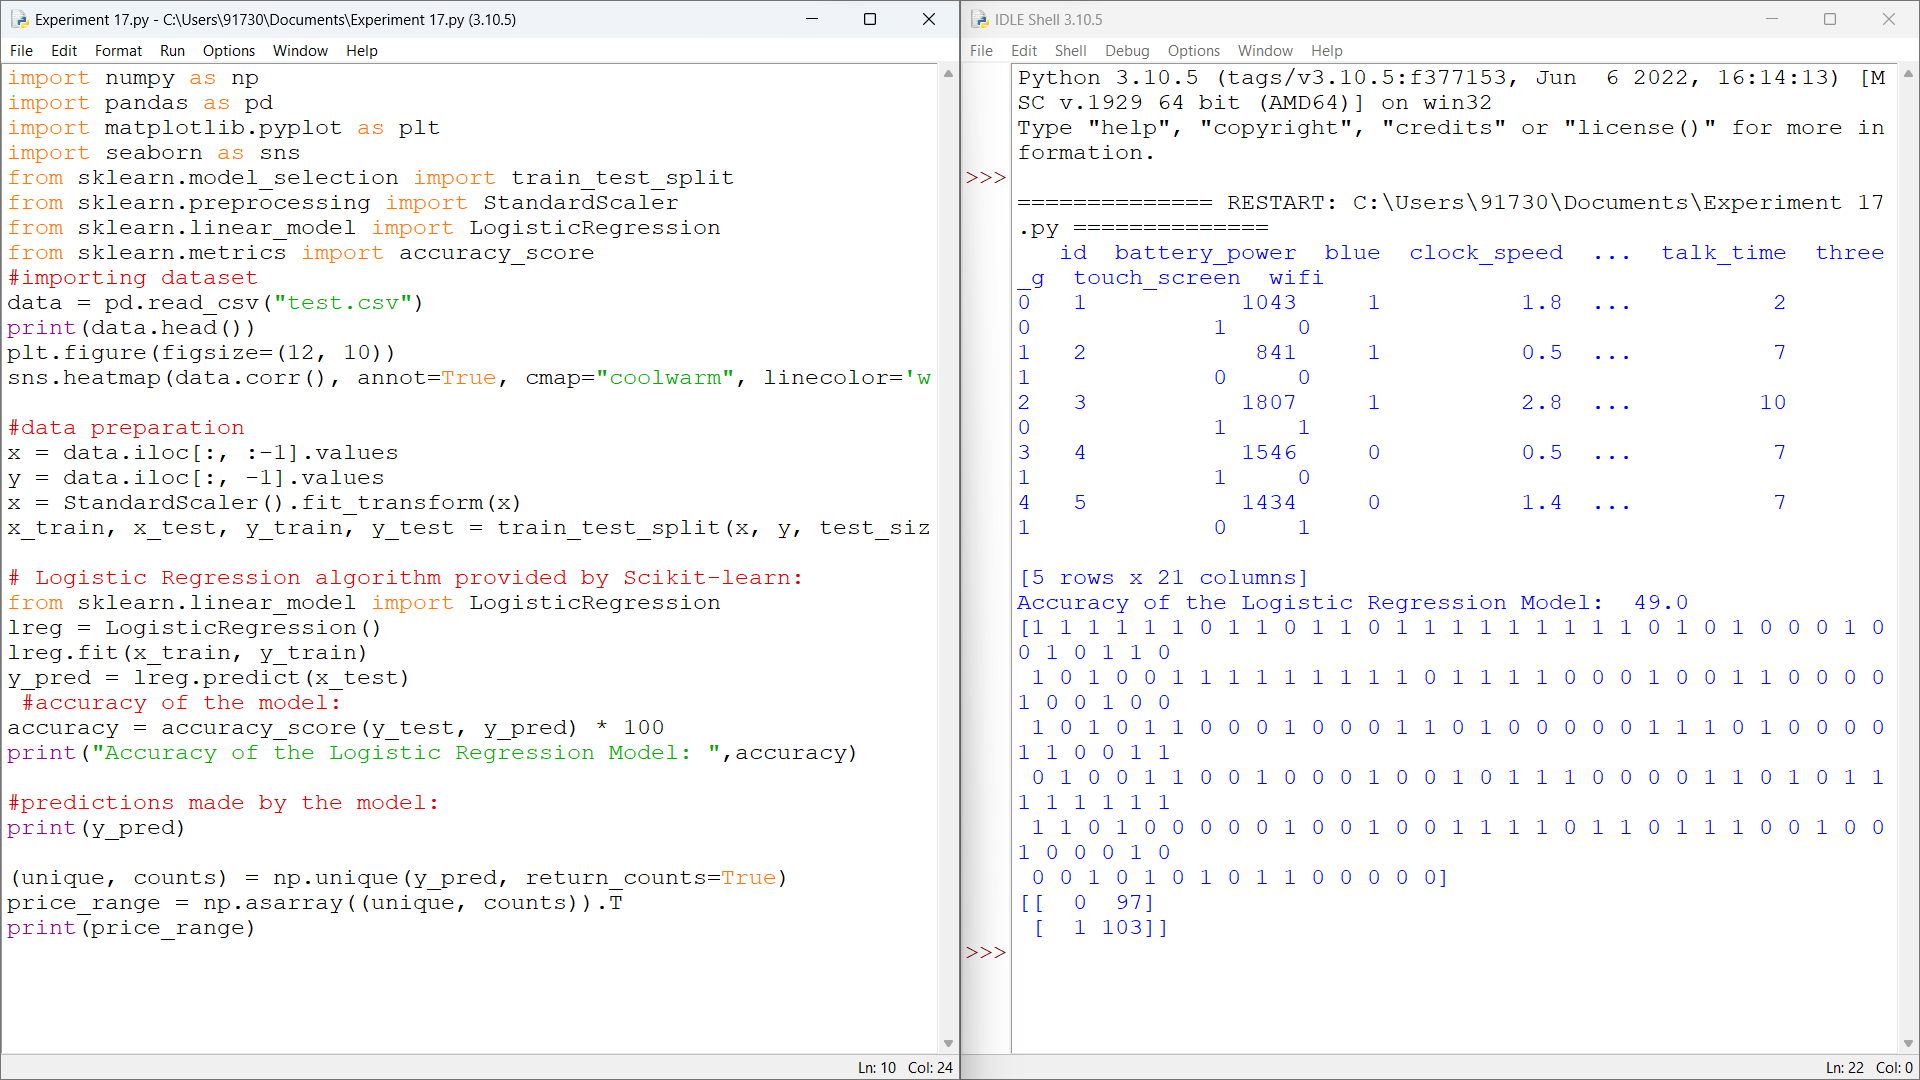 Experiment 17.py - C:\Users\91730\Documents\Experiment 17.py (3.10.5)
File Edit Format Run Options Window Help
import numpy as np
import pandas as pd
import matplotlib.pyplot as plt
import seaborn as sns
from sklearn.model_selection import train_test_split
from sklearn.preprocessing import StandardScaler
from sklearn.linear_model import LogisticRegression
from sklearn.metrics import accuracy_score
#importing dataset
data = pd.read_csv("test.csv")
print(data.head())
plt.figure(figsize=(12, 10))
sns.heatmap(data.corr(), annot=True, cmap="coolwarm", linecolor='w
#data preparation
x = data.iloc[:, :-1].values
y = data.iloc[:, -1].values
x = StandardScaler().fit_transform(x)
x_train, x_test, y_train, y_test = train_test_split(x, y, test_siz
# Logistic Regression algorithm provided by Scikit-learn:
from sklearn.linear_model import LogisticRegression
lreg = LogisticRegression()
lreg.fit(x_train, y_train)
y_pred = lreg.predict(x_test)
 #accuracy of the model:
accuracy = accuracy_score(y_test, y_pred) * 100
print("Accuracy of the Logistic Regression Model: ",accuracy)
#predictions made by the model:
print(y_pred)
(unique, counts) = np.unique(y_pred, return_counts=True)
price_range = np.asarray((unique, counts)).T
print(price_range)
Ln: 10 Col: 24
IDLE Shell 3.10.5
File Edit Shell Debug Options Window Help
Python 3.10.5 (tags/v3.10.5:f377153, Jun  6 2022, 16:14:13) [M
SC v.1929 64 bit (AMD64)] on win32
Type "help", "copyright", "credits" or "license()" for more in
formation.
>>>
============== RESTART: C:\Users\91730\Documents\Experiment 17
.py ==============
   id  battery_power  blue  clock_speed  ...  talk_time  three
_g  touch_screen  wifi
0   1           1043     1          1.8  ...          2
0             1     0
1   2            841     1          0.5  ...          7
1             0     0
2   3           1807     1          2.8  ...         10
0             1     1
3   4           1546     0          0.5  ...          7
1             1     0
4   5           1434     0          1.4  ...          7
1             0     1
[5 rows x 21 columns]
Accuracy of the Logistic Regression Model:  49.0
[1 1 1 1 1 1 0 1 1 0 1 1 0 1 1 1 1 1 1 1 1 1 0 1 0 1 0 0 0 1 0
0 1 0 1 1 0
 1 0 1 0 0 1 1 1 1 1 1 1 1 1 0 1 1 1 1 0 0 0 1 0 0 1 1 0 0 0 0
1 0 0 1 0 0
 1 0 1 0 1 1 0 0 0 1 0 0 0 1 1 0 1 0 0 0 0 0 1 1 1 0 1 0 0 0 0
1 1 0 0 1 1
 0 1 0 0 1 1 0 0 1 0 0 0 1 0 0 1 0 1 1 1 0 0 0 0 1 1 0 1 0 1 1
1 1 1 1 1 1
 1 1 0 1 0 0 0 0 0 1 0 0 1 0 0 1 1 1 1 0 1 1 0 1 1 1 0 0 1 0 0
1 0 0 0 1 0
 0 0 1 0 1 0 1 0 1 1 0 0 0 0 0]
[[  0  97]
 [  1 103]]
>>>
Ln: 22 Col: 0